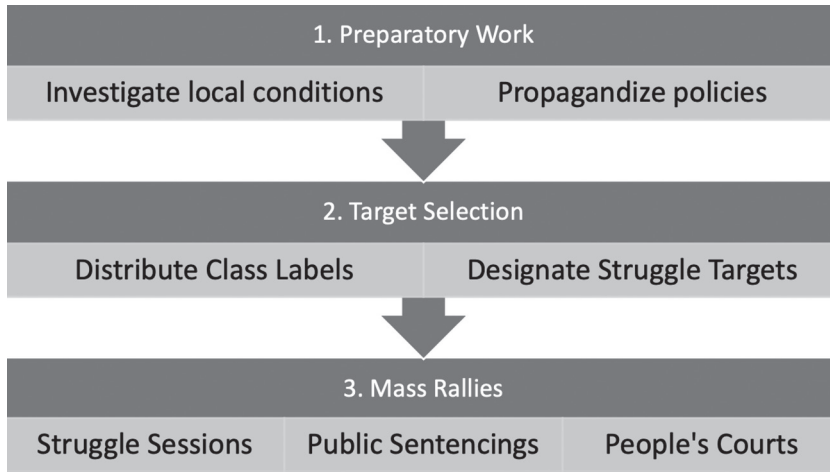 1. Preparatory Work
Investigate local conditions
Propagandize policies
2. Target Selection
Distribute Class Labels
Designate Struggle Targets
3. Mass Rallies
Struggle Sessions
Public Sentencings
People's Courts